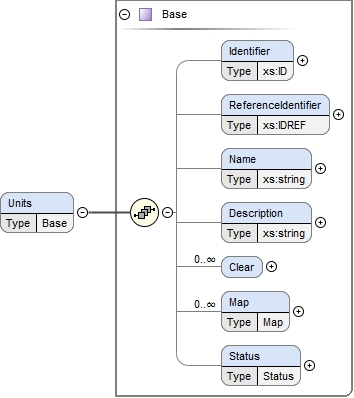 Base
Identifier
Type xs:ID
ReferenceIdentifier
Type xs:IDREF
Name
Type xs:string
Units
Type Base
Description
Type xs:string
0..∞
Clear
0..∞
Map
Type Map
Status
Type Status